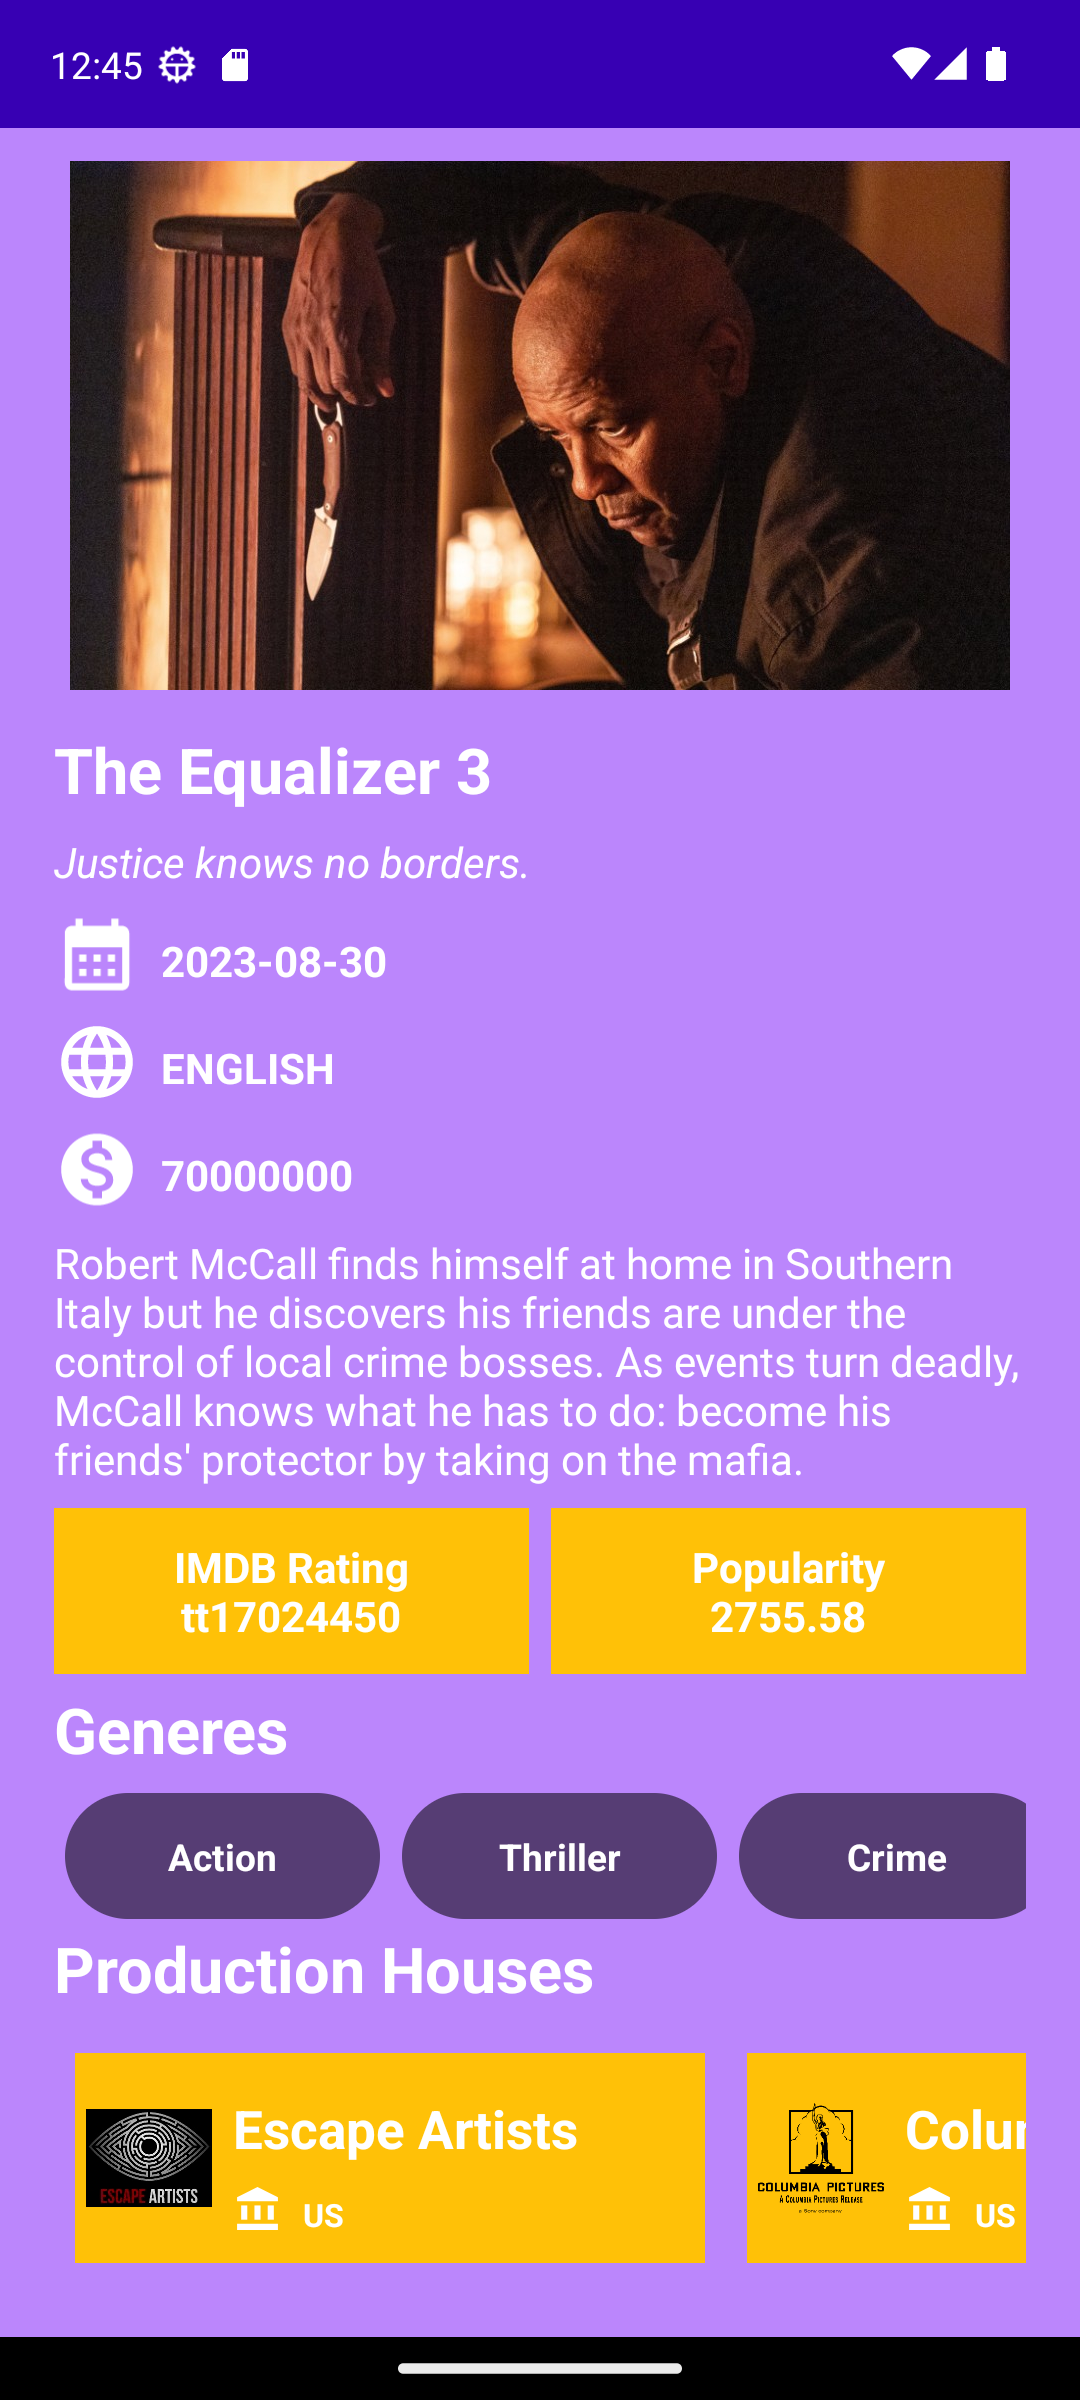 12:45
The Equalizer 3
Justice knows no borders.
2023-08-30
ENGLISH
70000000
Robert McCall finds himself at home in Southern
Italy but he discovers his friends are under the
control of local crime bosses. As events turn deadly,
McCall knows what he has to do: become his
friends' protector by taking on the mafia.
IMDB Rating
tt17024450
Popularity
2755.58
Generes
Action
Thriller
Crime
Production Houses
ESCAPE ARTISTS
Escape Artists
US
COLUMBIA PICTURES
A COLUMBIA PICTURES RELEASE
a Sony company
Colu
US